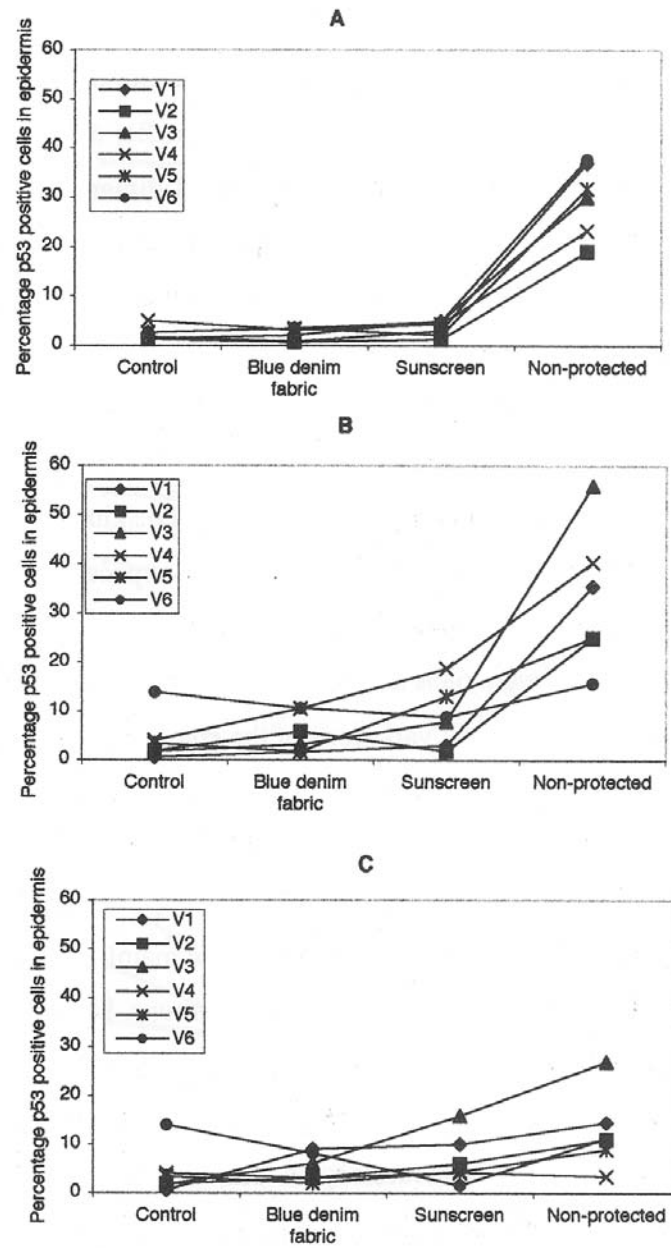 A
Percentage p53 positive cells in epidermis
60
50
40
30
20
10
0
V1
V2
V3
V4
V5
V6
Control
Blue denim
fabric
Sunscreen
Non-protected
B
Percentage p53 positive cells in epidermis
60
50
40
30
20
10
0
V1
V2
V3
V4
V5
V6
Control
Blue denim
fabric
Sunscreen
Non-protected
C
Percentage p53 positive cells in epidermis
60
50
40
30
20
10
0
V1
V2
V3
V4
V5
V6
Control
Blue denim
fabric
Sunscreen
Non-protected